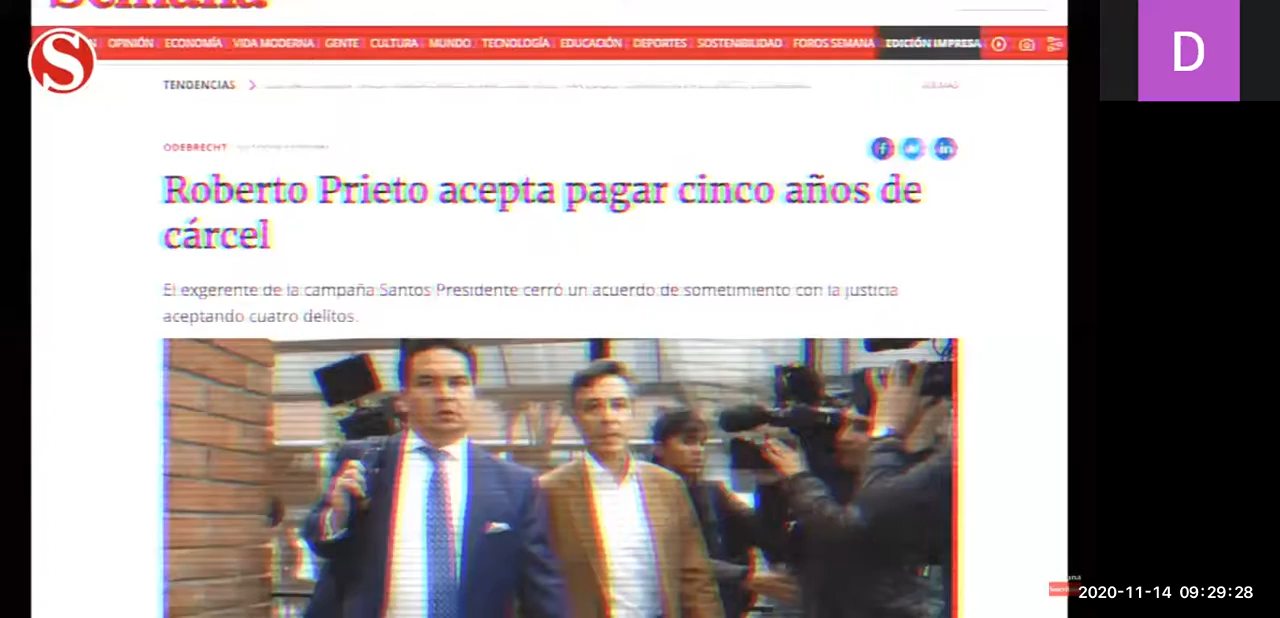 Semana
S
OPINIÓN ECONOMÍA VIDA MODERNA GENTE CULTURA MUNDO TECNOLOGÍA EDUCACIÓN DEPORTES SOSTENIBILIDAD FOROS SEMANA EDICIÓN IMPRESA
TENDENCIAS
ODEBRECHT
f in
Roberto Prieto acepta pagar cinco años de
cárcel
El exgerente de la campaña Santos Presidente cerró un acuerdo de sometimiento con la justicia
aceptando cuatro delitos.
D
2020-11-14 09:29:28